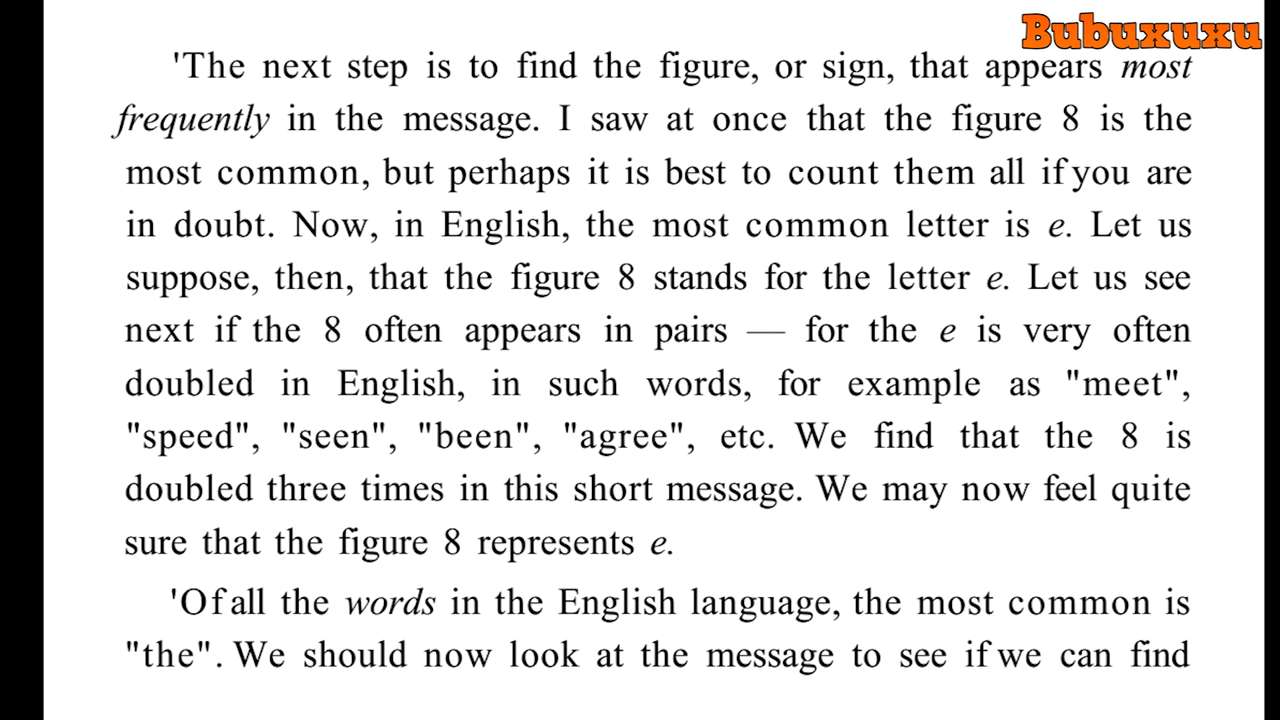 Bubuxuxu
'The next step is to find the figure, or sign, that appears most
frequently in the message. I saw at once that the figure 8 is the
most common, but perhaps it is best to count them all if you are
in doubt. Now, in English, the most common letter is e. Let us
suppose, then, that the figure 8 stands for the letter e. Let us see
next if the 8 often appears in pairs — for the e is very often
doubled in English, in such words, for example as "meet",
"speed", "seen", "been", "agree", etc. We find that the 8 is
doubled three times in this short message. We may now feel quite
sure that the figure 8 represents e.
'Of all the words in the English language, the most common is
"the". We should now look at the message to see if we can find